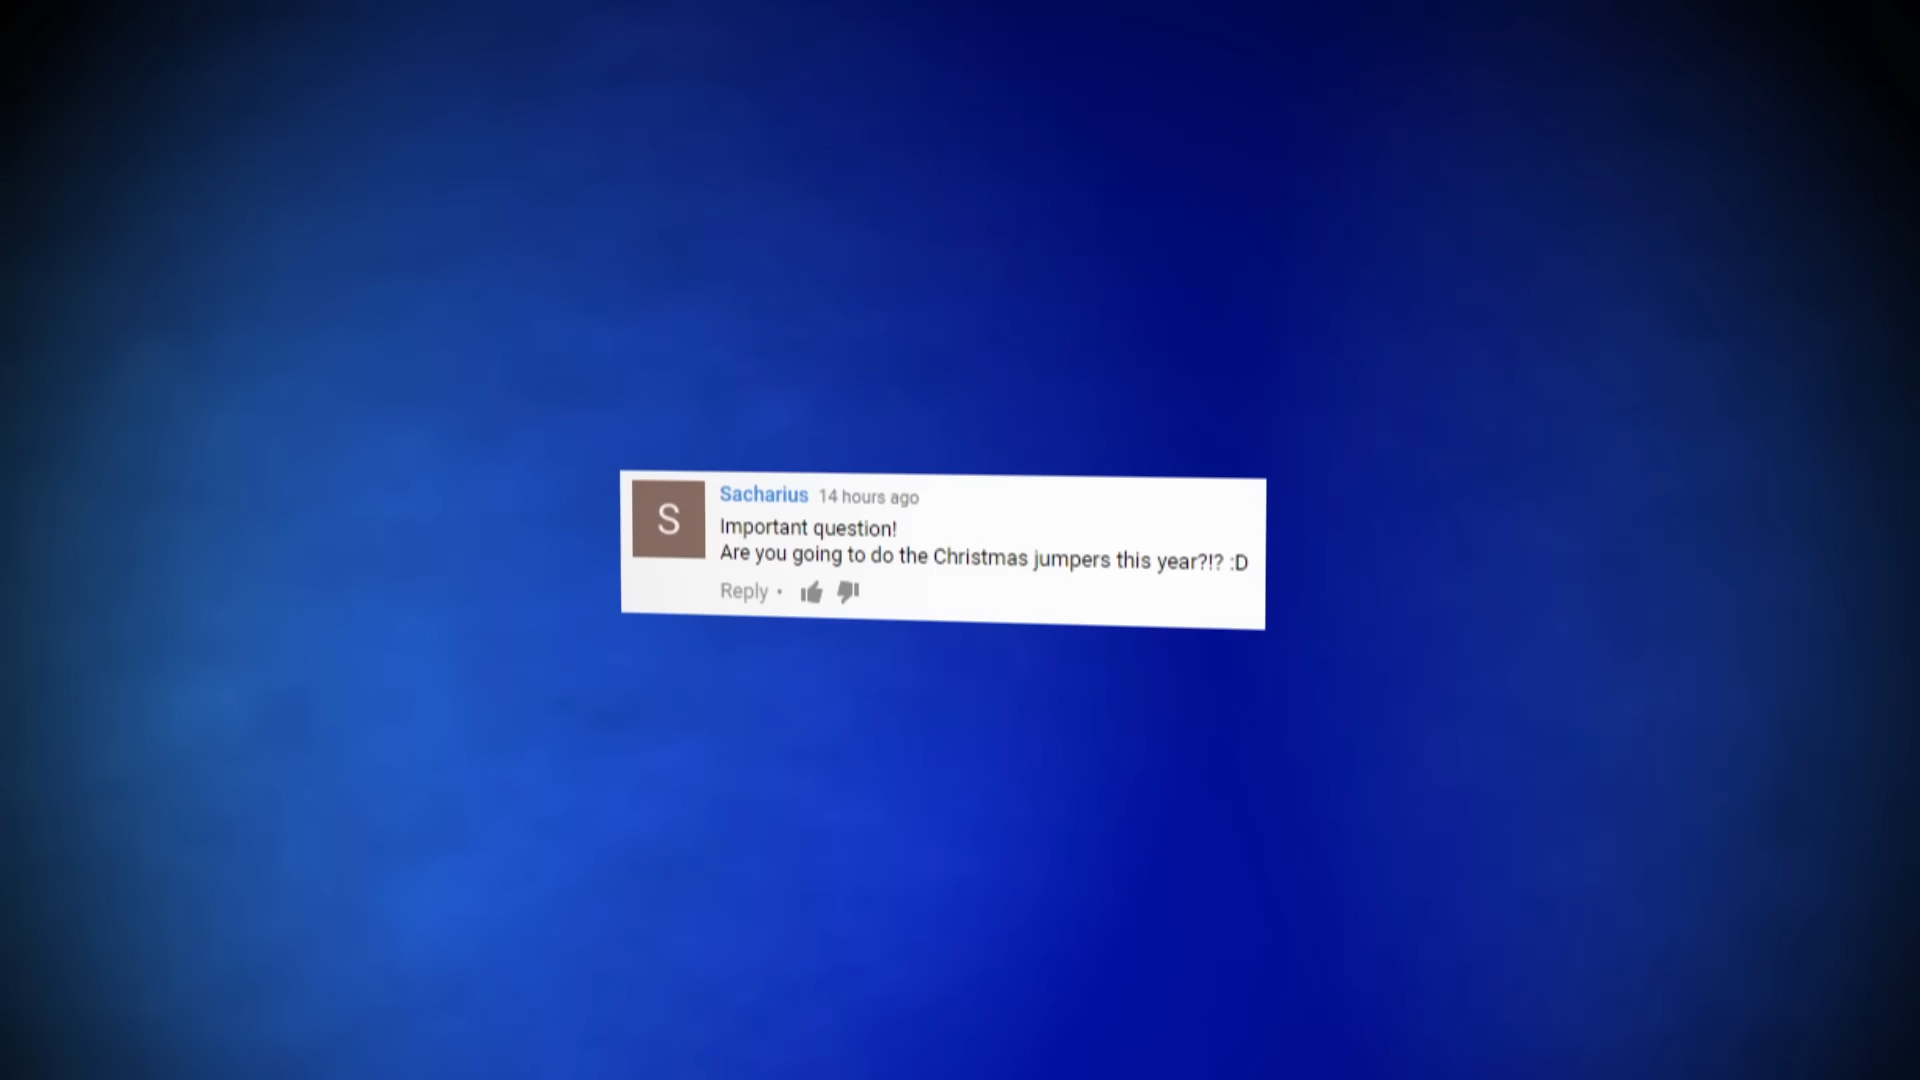 S
Sacharius 14 hours ago
Important question!
Are you going to do the Christmas jumpers this year?!? :D
Reply •